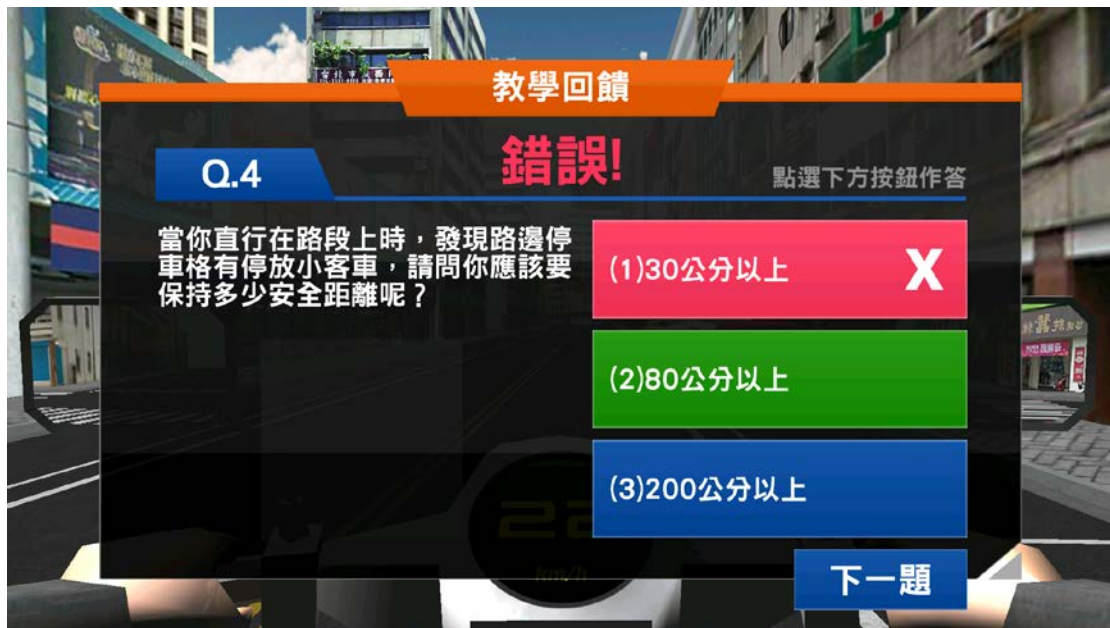 教學回饋
錯誤!
Q.4
點選下方按鈕作答
當你直行在路段上時，發現路邊停
車格有停放小客車，請問你應該要
保持多少安全距離呢？
(1)30公分以上
X
(2)80公分以上
(3)200公分以上
22
km/h
下一題